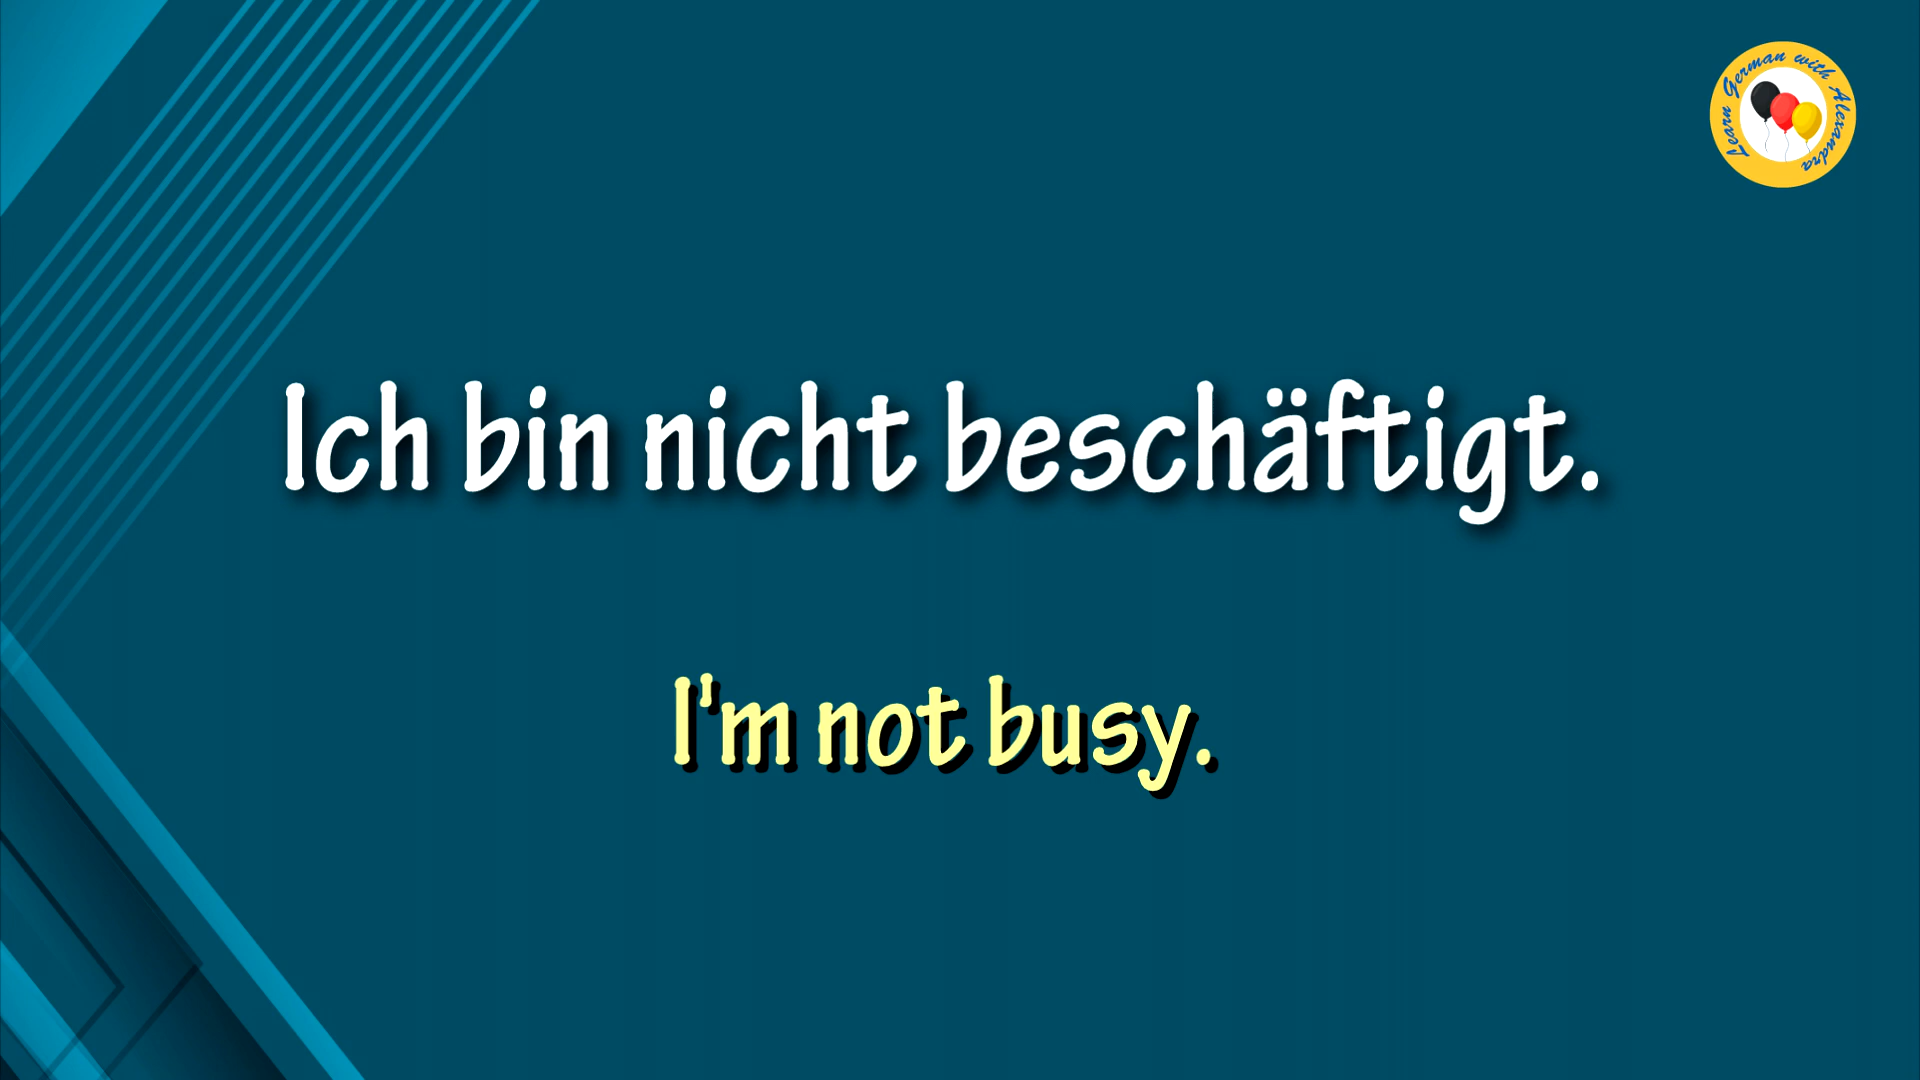 Learn German with Alexandra
Ich bin nicht beschäftigt.
I'm not busy.